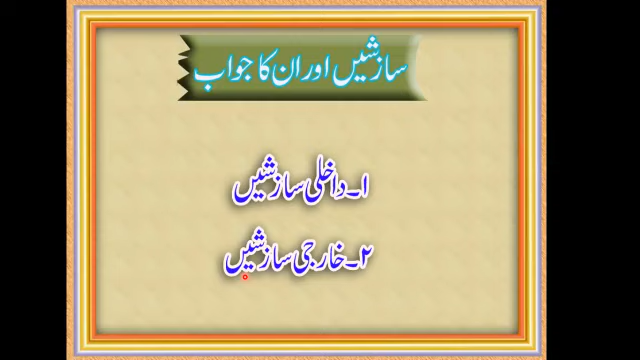 سازشیں اور ان کا جواب
۱۔ داخلی سازشیں
۲۔ خارجی سازشیں